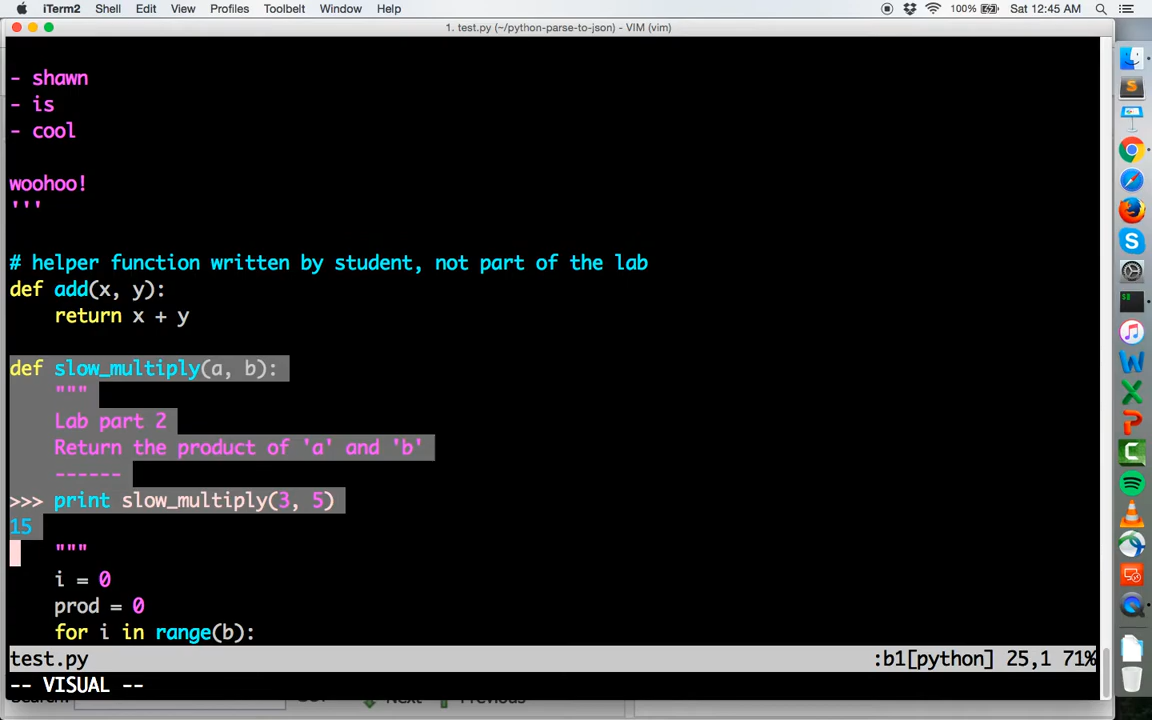 iTerm2 Shell Edit View Profiles Toolbelt Window Help 100% Sat 12:45 AM
1. test.py (~/python-parse-to-json) - VIM (vim)
- shawn
- is
- cool
woohoo!
'''
# helper function written by student, not part of the lab
def add(x, y):
    return x + y
def slow_multiply(a, b):
    """
    Lab part 2
    Return the product of 'a' and 'b'
    ------
>>> print slow_multiply(3, 5)
15
    """
    i = 0
    prod = 0
    for i in range(b):
test.py :b1[python] 25,1 71%
-- VISUAL --